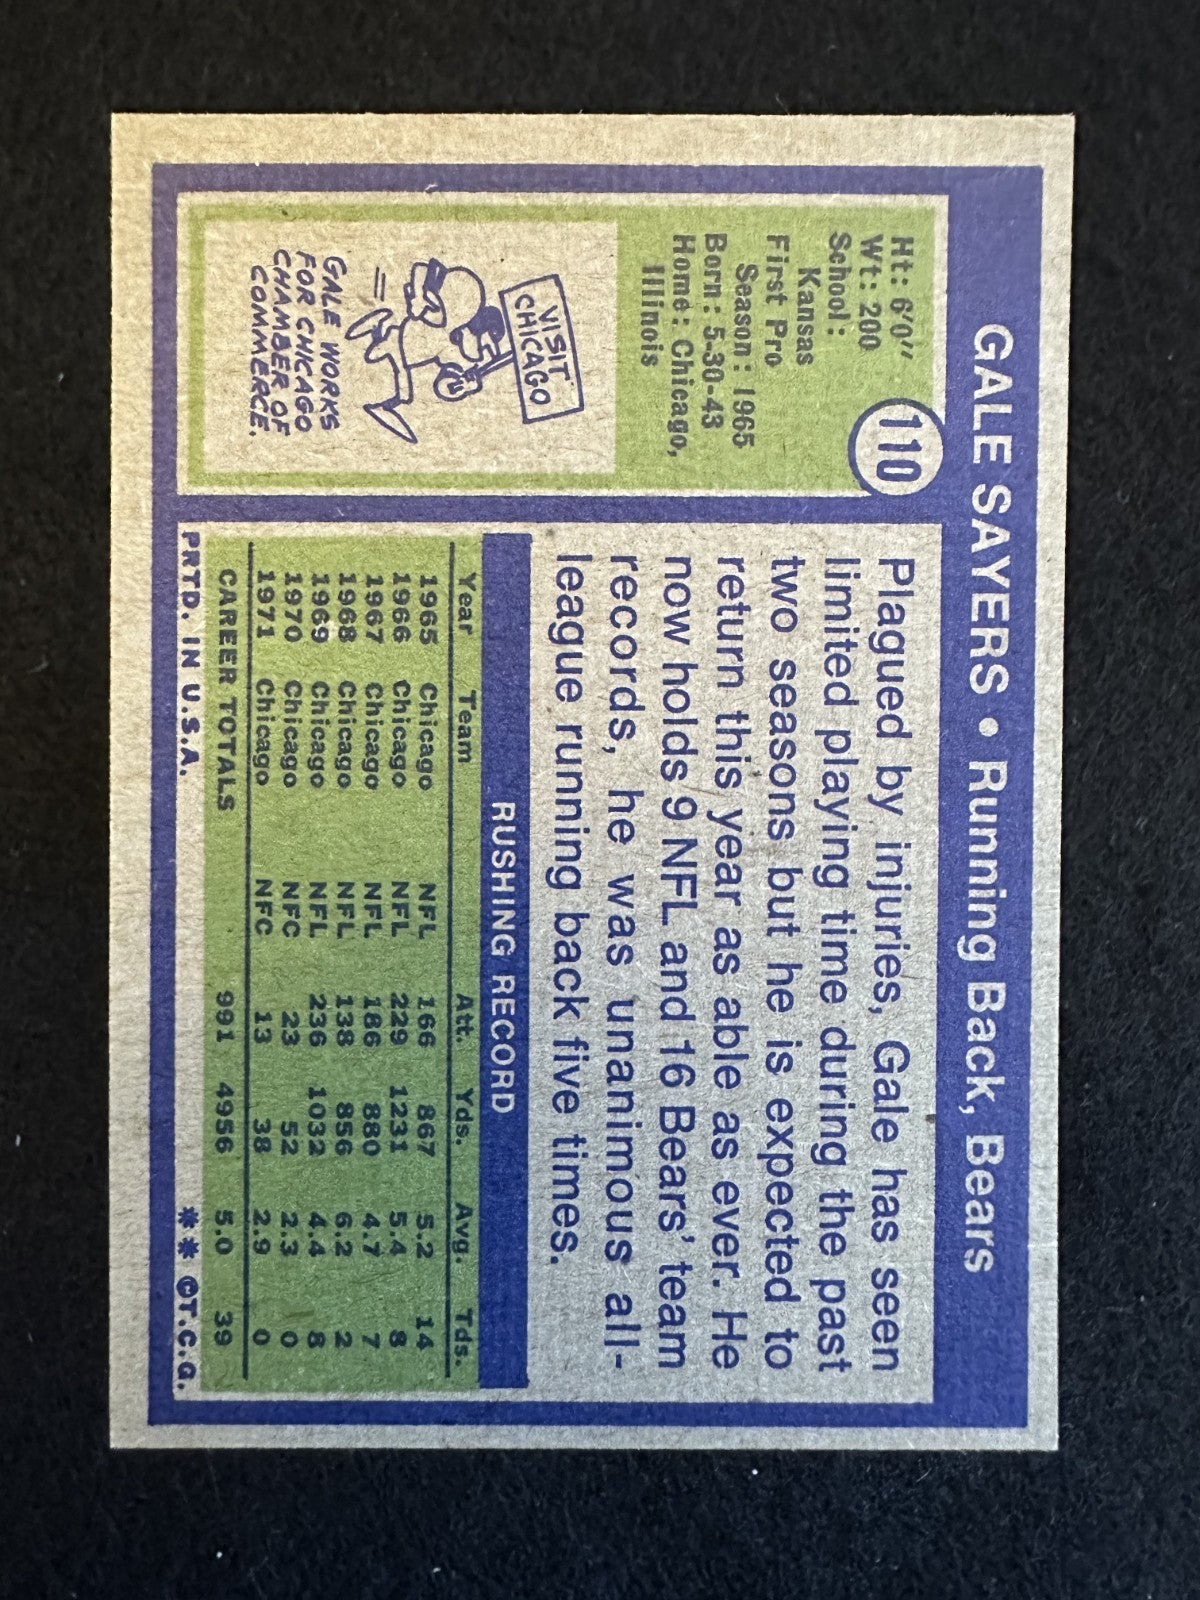 GALE SAYERS • Running Back, Bears
110
Ht: 6'0"
Wt: 200
School:
Kansas
First Pro
Season: 1965
Born: 5-30-43
Home: Chicago,
Illinois
VISIT
CHICAGO
GALE WORKS
FOR CHICAGO
CHAMBER OF
COMMERCE.
Plagued by injuries, Gale has seen
limited playing time during the past
two seasons but he is expected to
return this year as able as ever. He
now holds 9 NFL and 16 Bears' team
records, he was unanimous all-
league running back five times.
RUSHING RECORD
Year Team Att. Yds. Avg. Tds.
1965 Chicago NFL 166 867 5.2 14
1966 Chicago NFL 229 1231 5.4 8
1967 Chicago NFL 186 880 4.7 7
1968 Chicago NFL 138 856 6.2 2
1969 Chicago NFL 236 1032 4.4 8
1970 Chicago NFC 23 52 2.3 0
1971 Chicago NFC 13 38 2.9 0
CAREER TOTALS 991 4956 5.0 39
PRTD. IN U.S.A. ** ©T.C.G.